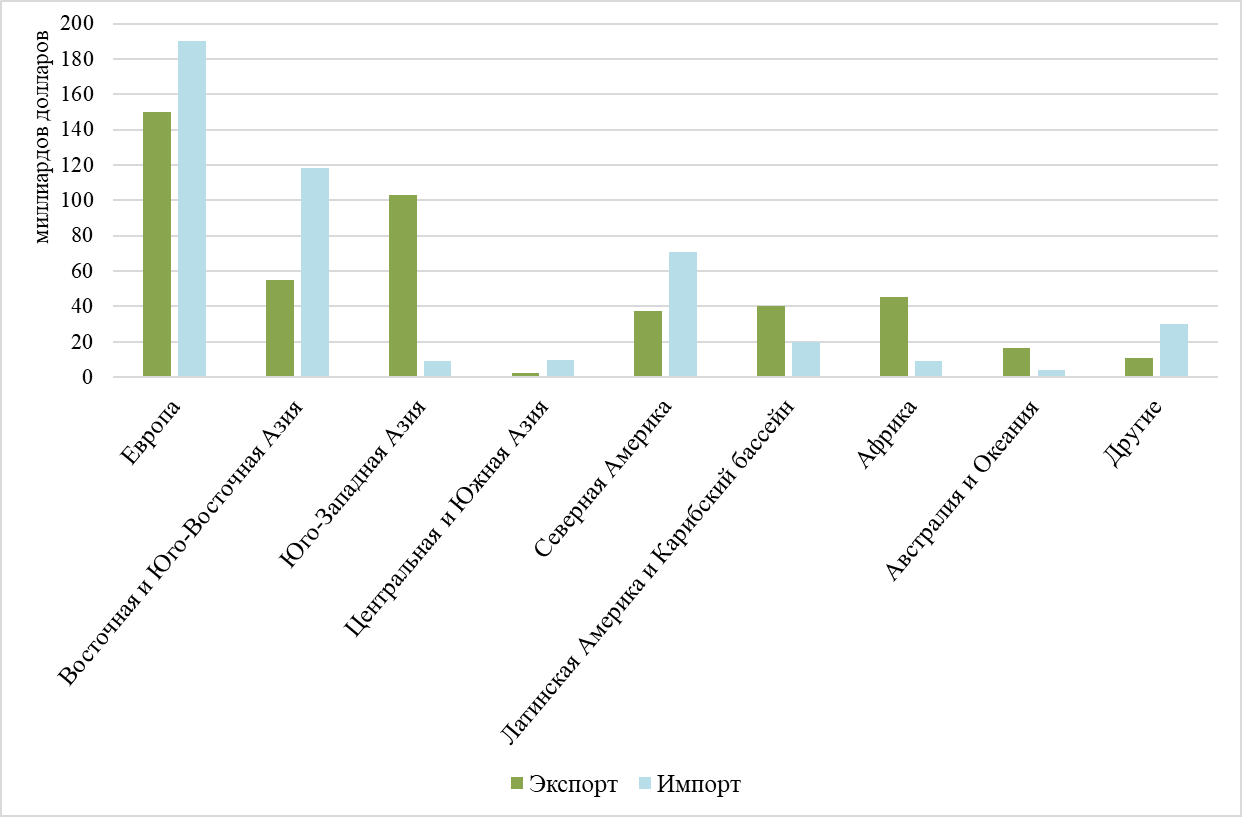 миллиардов долларов
200
180
160
140
120
100
80
60
40
20
0
Европа
Восточная и Юго-Восточная Азия
Юго-Западная Азия
Центральная и Южная Азия
Северная Америка
Латинская Америка и Карибский бассейн
Африка
Австралия и Океания
Другие
Экспорт Импорт